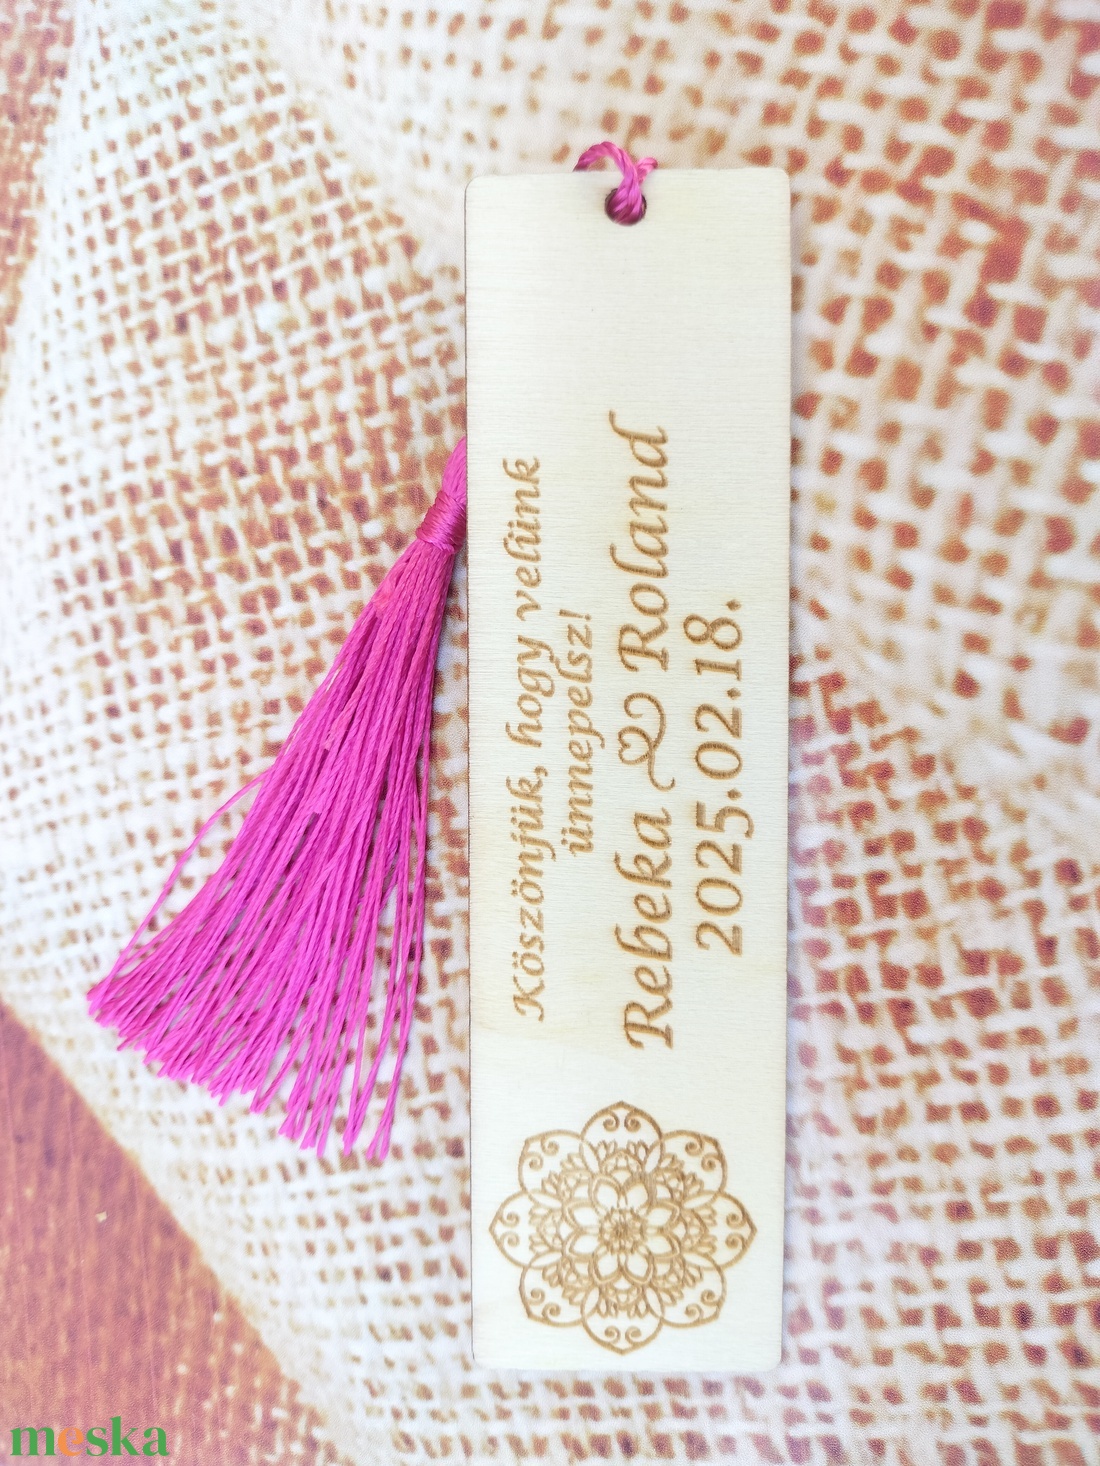 Köszönjük, hogy velünk
ünnepelsz!
Rebeka Roland
2025.02.18.
meska